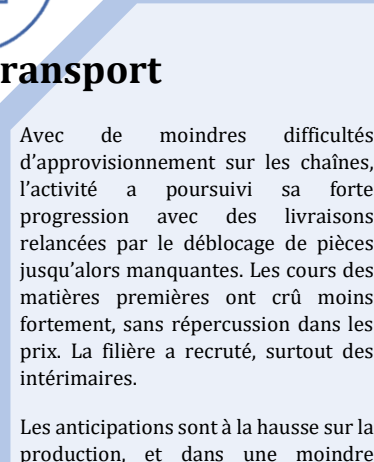 ransport
Avec de moindres difficultés
d’approvisionnement sur les chaînes,
l’activité a poursuivi sa forte
progression avec des livraisons
relancées par le déblocage de pièces
jusqu’alors manquantes. Les cours des
matières premières ont crû moins
fortement, sans répercussion dans les
prix. La filière a recruté, surtout des
intérimaires.
Les anticipations sont à la hausse sur la
production, et dans une moindre